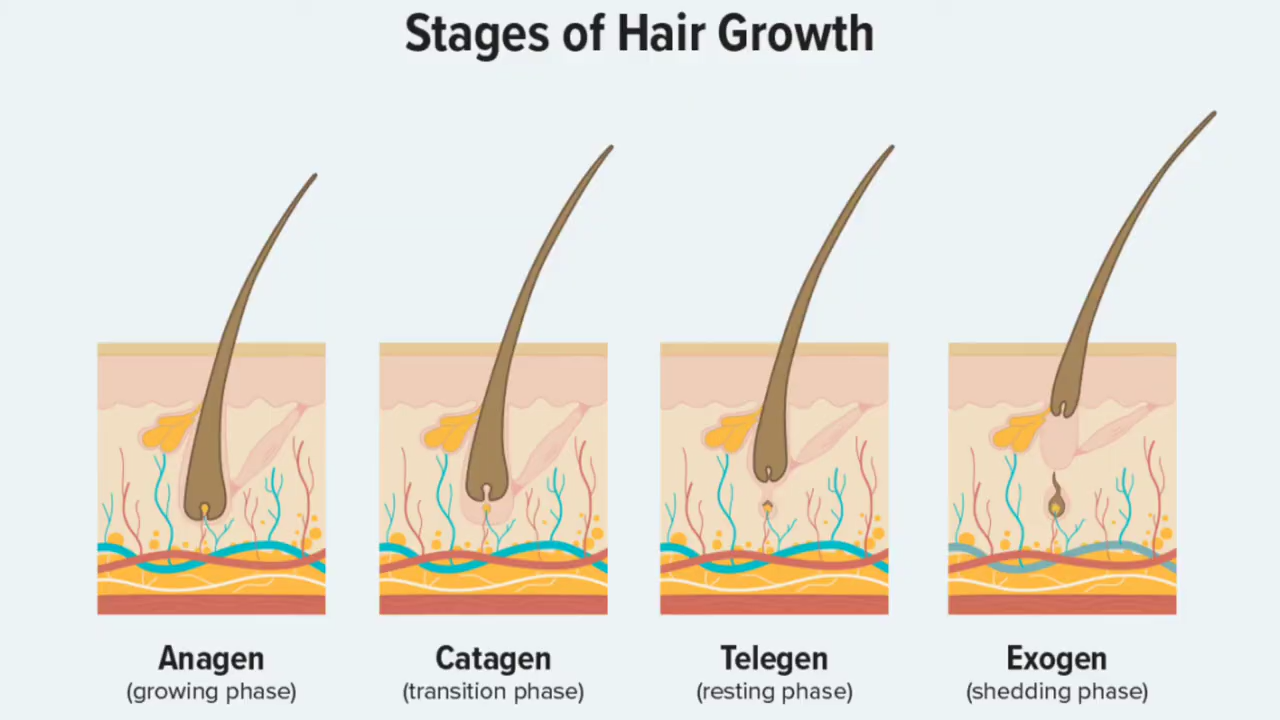 Stages of Hair Growth
Anagen
(growing phase)
Catagen
(transition phase)
Telegen
(resting phase)
Exogen
(shedding phase)